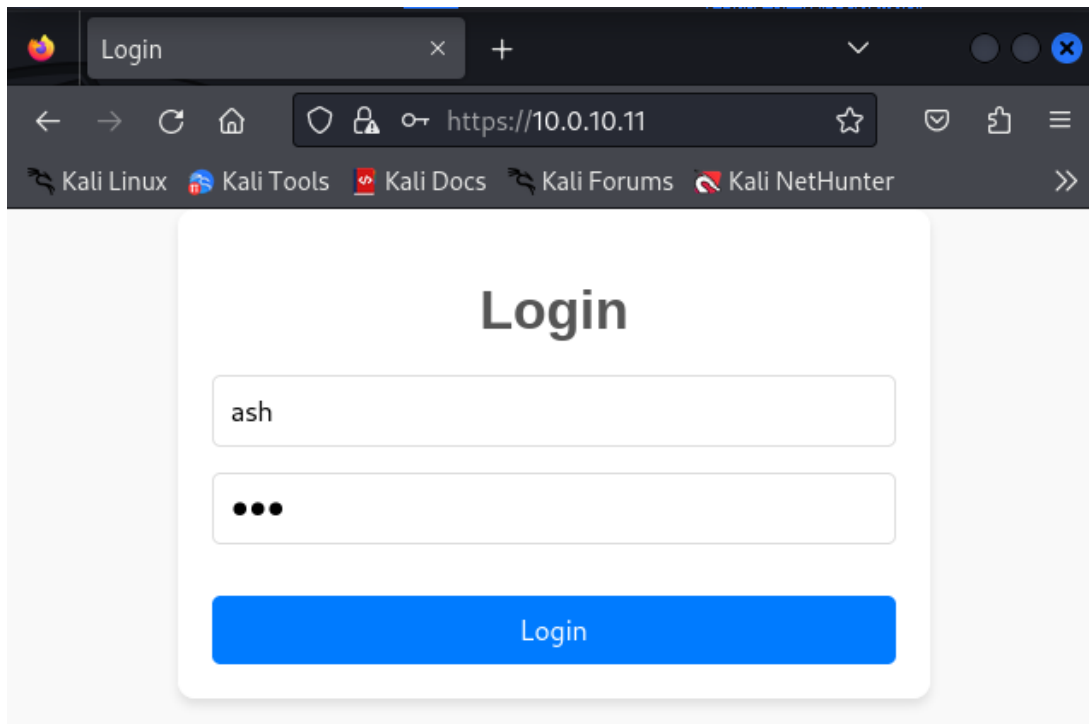 Login
https://10.0.10.11
Kali Linux Kali Tools Kali Docs Kali Forums Kali NetHunter
Login
ash
Login